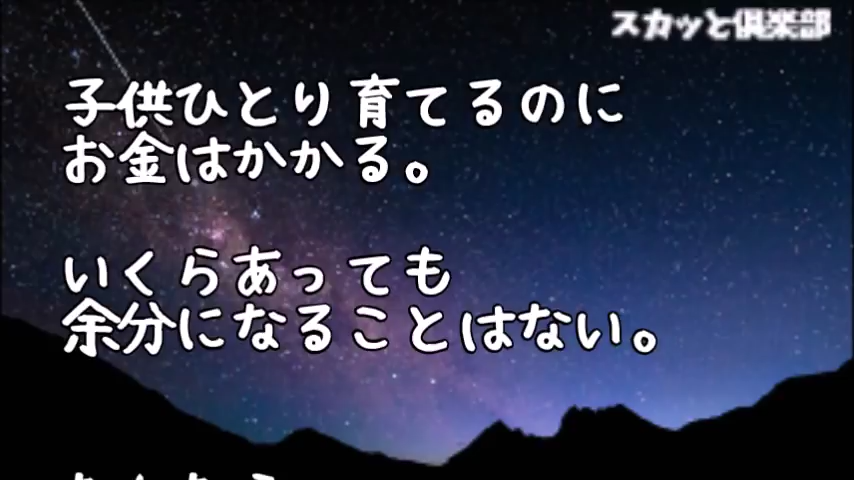 スカッと倶楽部
子供ひとり育てるのに
お金はかかる。
いくらあっても
余分になることはない。